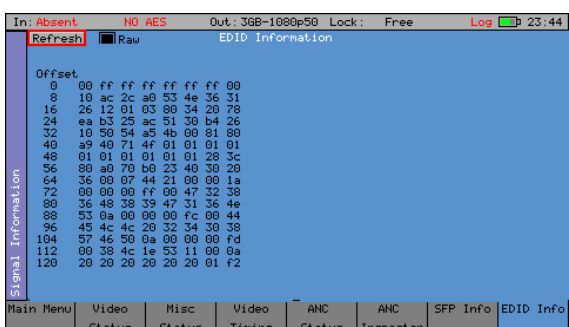 In: Absent NO AES Out: 3GB-1080p50 Lock: Free Log 23:44
Refresh Raw EDID Information
Offset
0 00 ff ff ff ff ff ff 00
8 10 ac 2c a0 53 4e 36 31
16 26 12 01 03 80 34 20 78
24 ea b3 25 ac 51 30 b4 26
32 10 50 54 a5 4b 00 81 80
40 a9 40 71 4f 01 01 01 01
48 01 01 01 01 01 01 28 3c
56 80 a0 70 b0 23 40 30 20
64 36 00 07 44 21 00 00 1a
72 00 00 00 ff 00 47 32 38
80 36 48 38 39 47 31 36 4e
88 53 0a 00 00 00 fc 00 44
96 45 4c 4c 20 32 34 30 38
104 57 46 50 0a 00 00 00 fd
112 00 38 4c 1e 53 11 00 0a
120 20 20 20 20 20 20 01 f2
Signal Information
Main Menu Video Misc Video ANC ANC SFP Info EDID Info
Status Status Timing Status Inspector